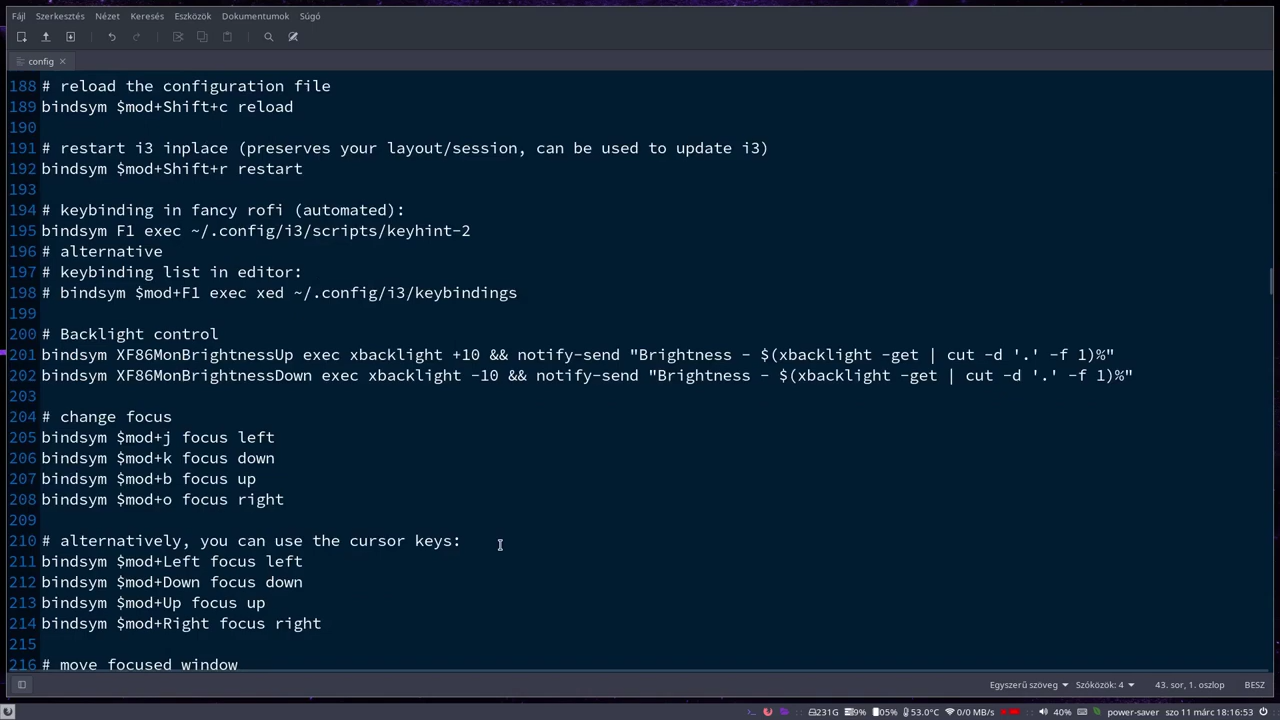 Fájl Szerkesztés Nézet Keresés Eszközök Dokumentumok Súgó
config
188 # reload the configuration file
189 bindsym $mod+Shift+c reload
190
191 # restart i3 inplace (preserves your layout/session, can be used to update i3)
192 bindsym $mod+Shift+r restart
193
194 # keybinding in fancy rofi (automated):
195 bindsym F1 exec ~/.config/i3/scripts/keyhint-2
196 # alternative
197 # keybinding list in editor:
198 # bindsym $mod+F1 exec xed ~/.config/i3/keybindings
199
200 # Backlight control
201 bindsym XF86MonBrightnessUp exec xbacklight +10 && notify-send "Brightness - $(xbacklight -get | cut -d '.' -f 1)%"
202 bindsym XF86MonBrightnessDown exec xbacklight -10 && notify-send "Brightness - $(xbacklight -get | cut -d '.' -f 1)%"
203
204 # change focus
205 bindsym $mod+j focus left
206 bindsym $mod+k focus down
207 bindsym $mod+b focus up
208 bindsym $mod+o focus right
209
210 # alternatively, you can use the cursor keys:
211 bindsym $mod+Left focus left
212 bindsym $mod+Down focus down
213 bindsym $mod+Up focus up
214 bindsym $mod+Right focus right
215
216 # move focused window
Egyszerű szöveg Szóközök: 4 43. sor, 1. oszlop BESZ
231G 9% 05% 53.0°C 0/0 MB/s 40% power-saver szo 11 márc 18:16:53